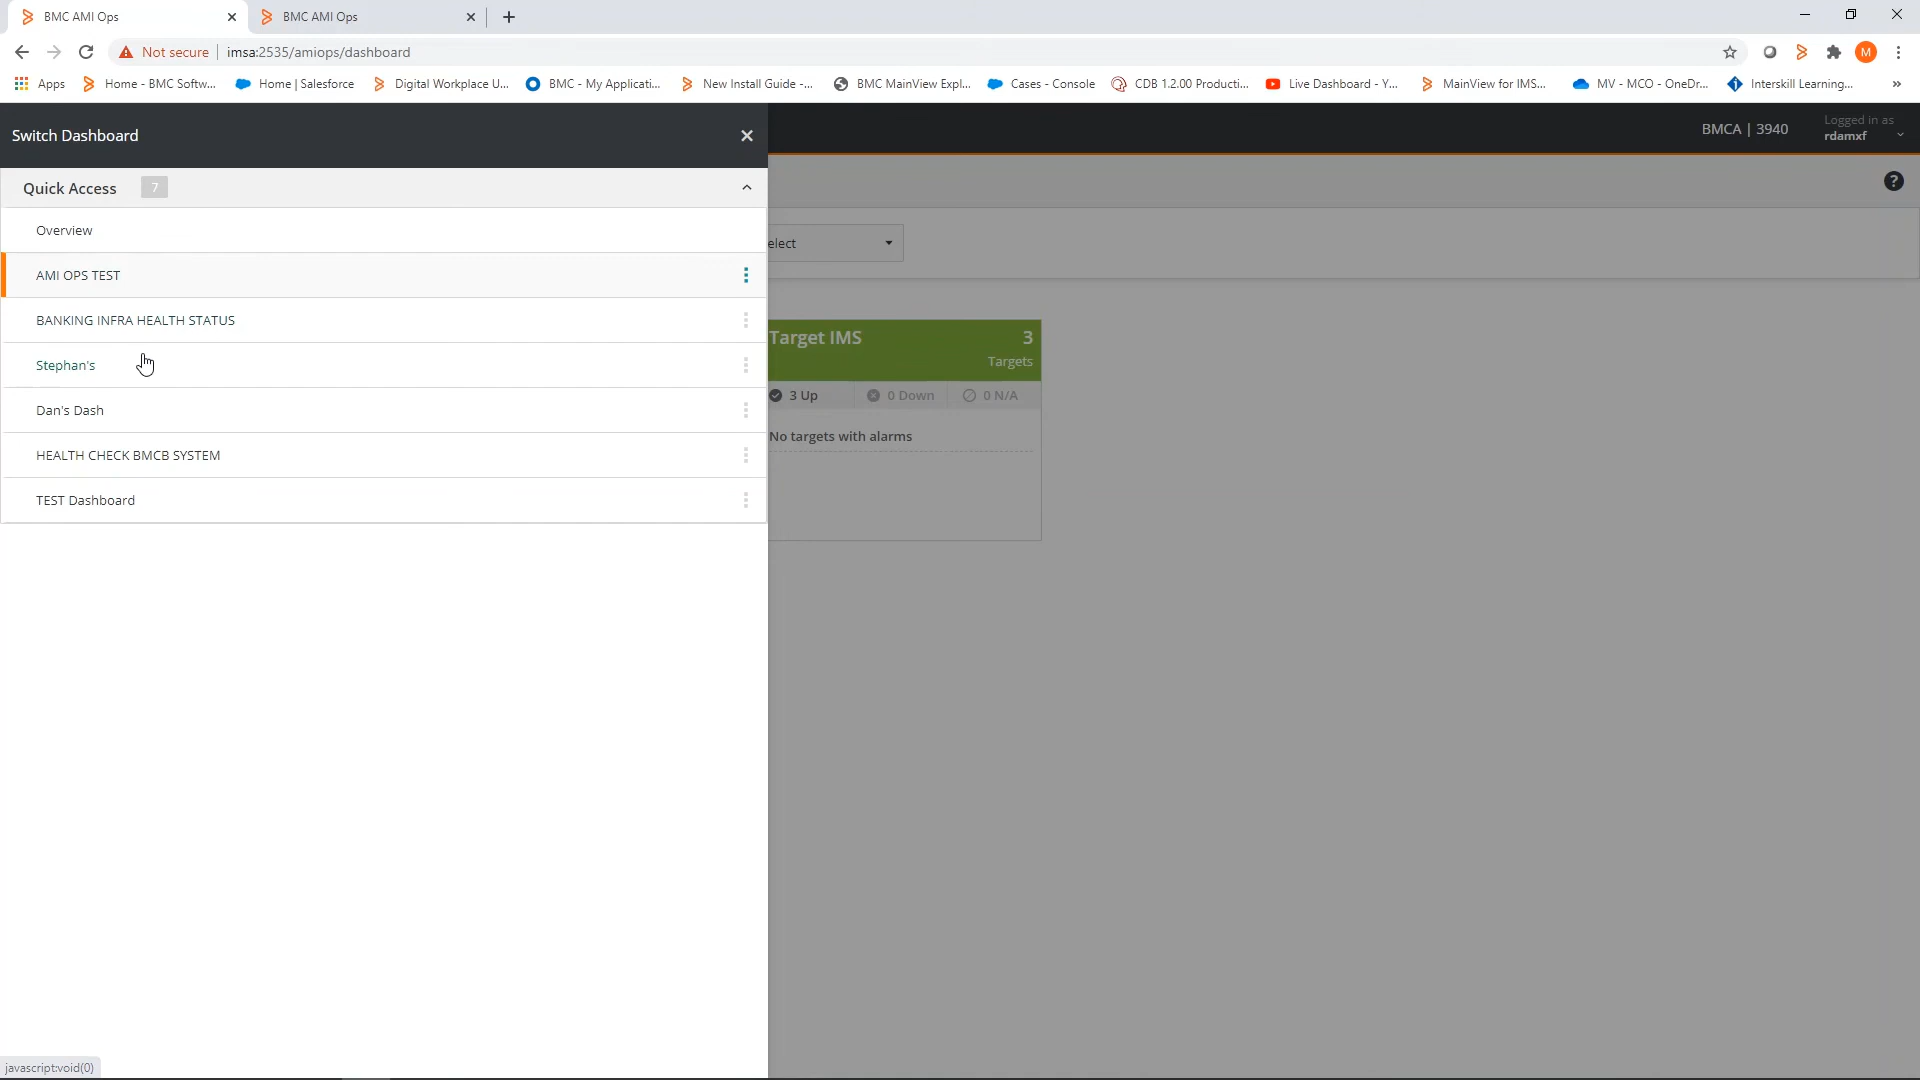 BMC AMI Ops
BMC AMI Ops
Not secure
imsa:2535/amiops/dashboard
M
Apps
Home - BMC Softw...
Home | Salesforce
Digital Workplace U...
BMC - My Applicati...
New Install Guide -...
BMC MainView Expl...
Cases - Console
CDB 1.2.00 Producti...
Live Dashboard - Y...
MainView for IMS...
MV - MCO - OneDr...
Interskill Learning...
»
Switch Dashboard
BMCA | 3940
Logged in as
rdamxf
Quick Access 7
?
Overview
elect
AMI OPS TEST
BANKING INFRA HEALTH STATUS
Target IMS 3
Targets
Stephan's
3 Up 0 Down 0 N/A
Dan's Dash
No targets with alarms
HEALTH CHECK BMCB SYSTEM
TEST Dashboard
javascript:void(0)